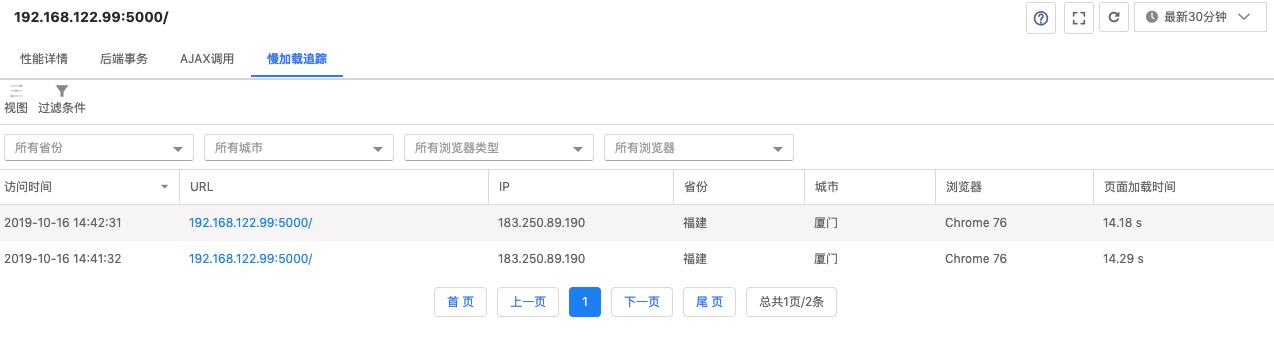 192.168.122.99:5000/
最新30分钟
性能详情 后端事务 AJAX调用 慢加载追踪
视图 过滤条件
所有省份 所有城市 所有浏览器类型 所有浏览器
访问时间 URL IP 省份 城市 浏览器 页面加载时间
2019-10-16 14:42:31 192.168.122.99:5000/ 183.250.89.190 福建 厦门 Chrome 76 14.18 s
2019-10-16 14:41:32 192.168.122.99:5000/ 183.250.89.190 福建 厦门 Chrome 76 14.29 s
首 页 上一页 1 下一页 尾 页 总共1页/2条